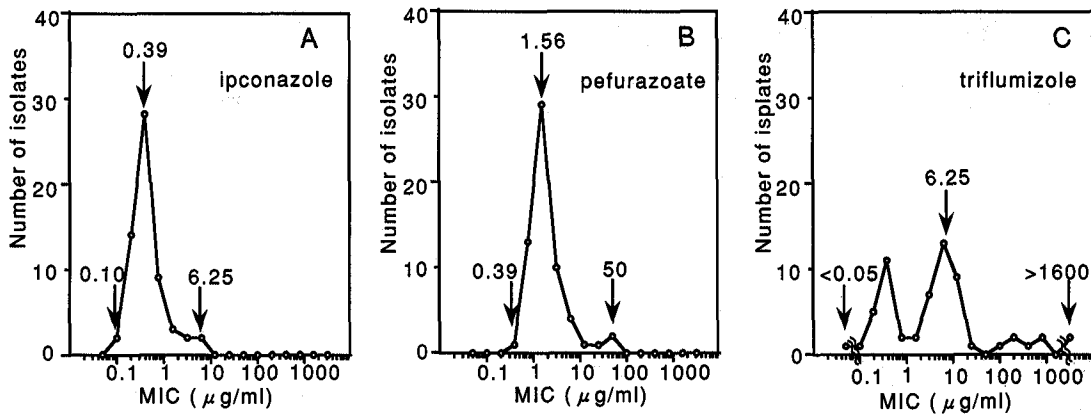 A
ipconazole
Number of isolates
40
30
20
10
0
0.39
0.10
6.25
0.1 1 10 100 1000
MIC ( μg/ml)
B
pefurazoate
Number of isolates
40
30
20
10
0
1.56
0.39
50
0.1 1 10 100 1000
MIC ( μg/ml)
C
triflumizole
Number of isplates
40
30
20
10
0
6.25
<0.05
>1600
0.1 1 10 100 1000
MIC ( μg/ml)